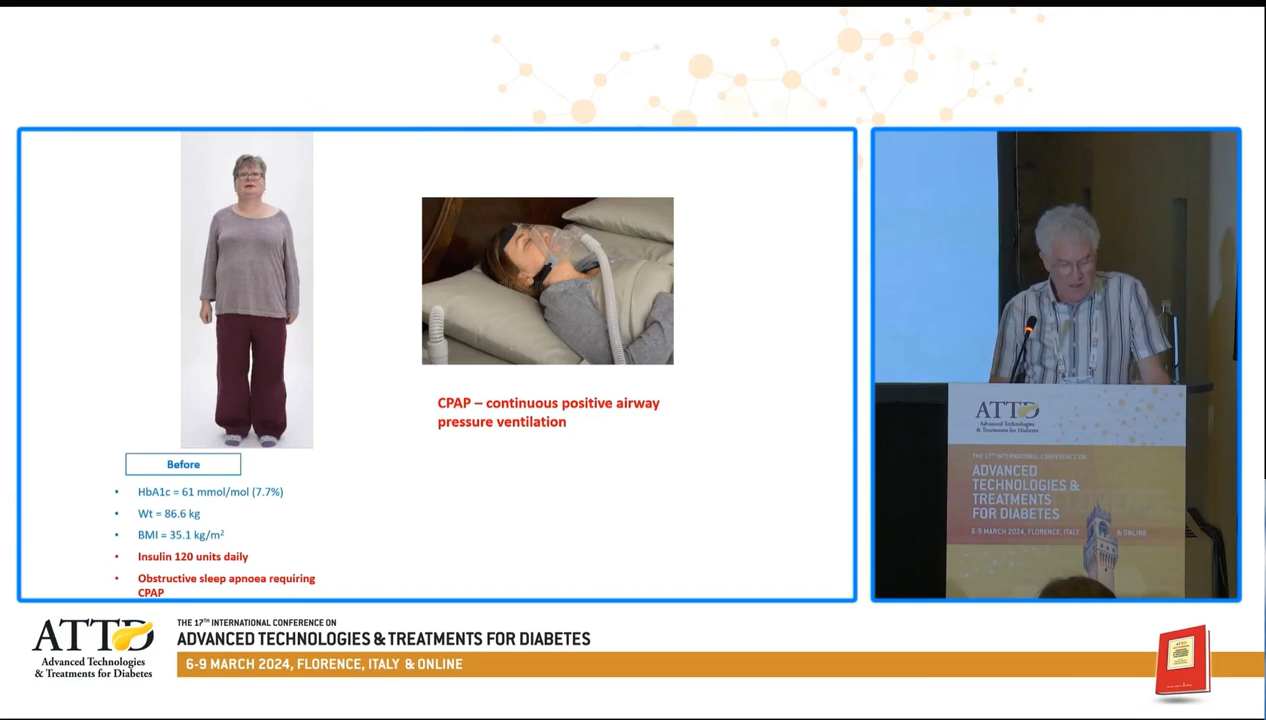 Before
• HbA1c = 61 mmol/mol (7.7%)
• Wt = 86.6 kg
• BMI = 35.1 kg/m²
• Insulin 120 units daily
• Obstructive sleep apnoea requiring
CPAP
CPAP – continuous positive airway
pressure ventilation
ATTD
Advanced Technologies
& Treatments for Diabetes
THE 17TH INTERNATIONAL CONFERENCE ON
ADVANCED
TECHNOLOGIES &
TREATMENTS
FOR DIABETES
6-9 MARCH 2024, FLORENCE, ITALY & ONLINE
ATTD
Advanced Technologies
& Treatments for Diabetes
THE 17TH INTERNATIONAL CONFERENCE ON
ADVANCED TECHNOLOGIES & TREATMENTS FOR DIABETES
6-9 MARCH 2024, FLORENCE, ITALY & ONLINE
ATTD